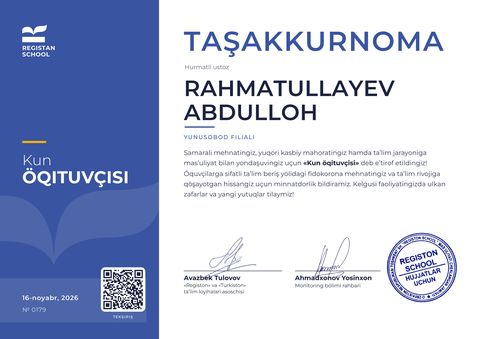 REGISTAN
SCHOOL
Kun
ÖQITUVÇISI
16-noyabr, 2026
№ 0179
TEKŞIRIŞ
TAŞAKKURNOMA
Hurmatli ustoz
RAHMATULLAYEV
ABDULLOH
YUNUSOBOD FILIALI
Samarali mehnatingiz, yuqori kasbiy mahoratingiz hamda ta'lim jarayoniga
mas'uliyat bilan yondaşuvingiz uçun «Kun öqituvçisi» deb e'tirof etildingiz!
Öquvçilarga sifatli ta'lim beriş yölidagi fidokorona mehnatingiz va ta'lim rivojiga
qöşayotgan hissangiz uçun minnatdorlik bildiramiz. Kelgusi faoliyatingizda ulkan
zafarlar va yangi yutuqlar tilaymiz!
Avazbek Tulovov
«Registon» va «Turkiston»
ta'lim loyihalari asosçisi
Ahmadxonov Yosinxon
Monitoring bölimi rahbari
REGISTON
SCHOOL
HUJJATLAR
UCHUN